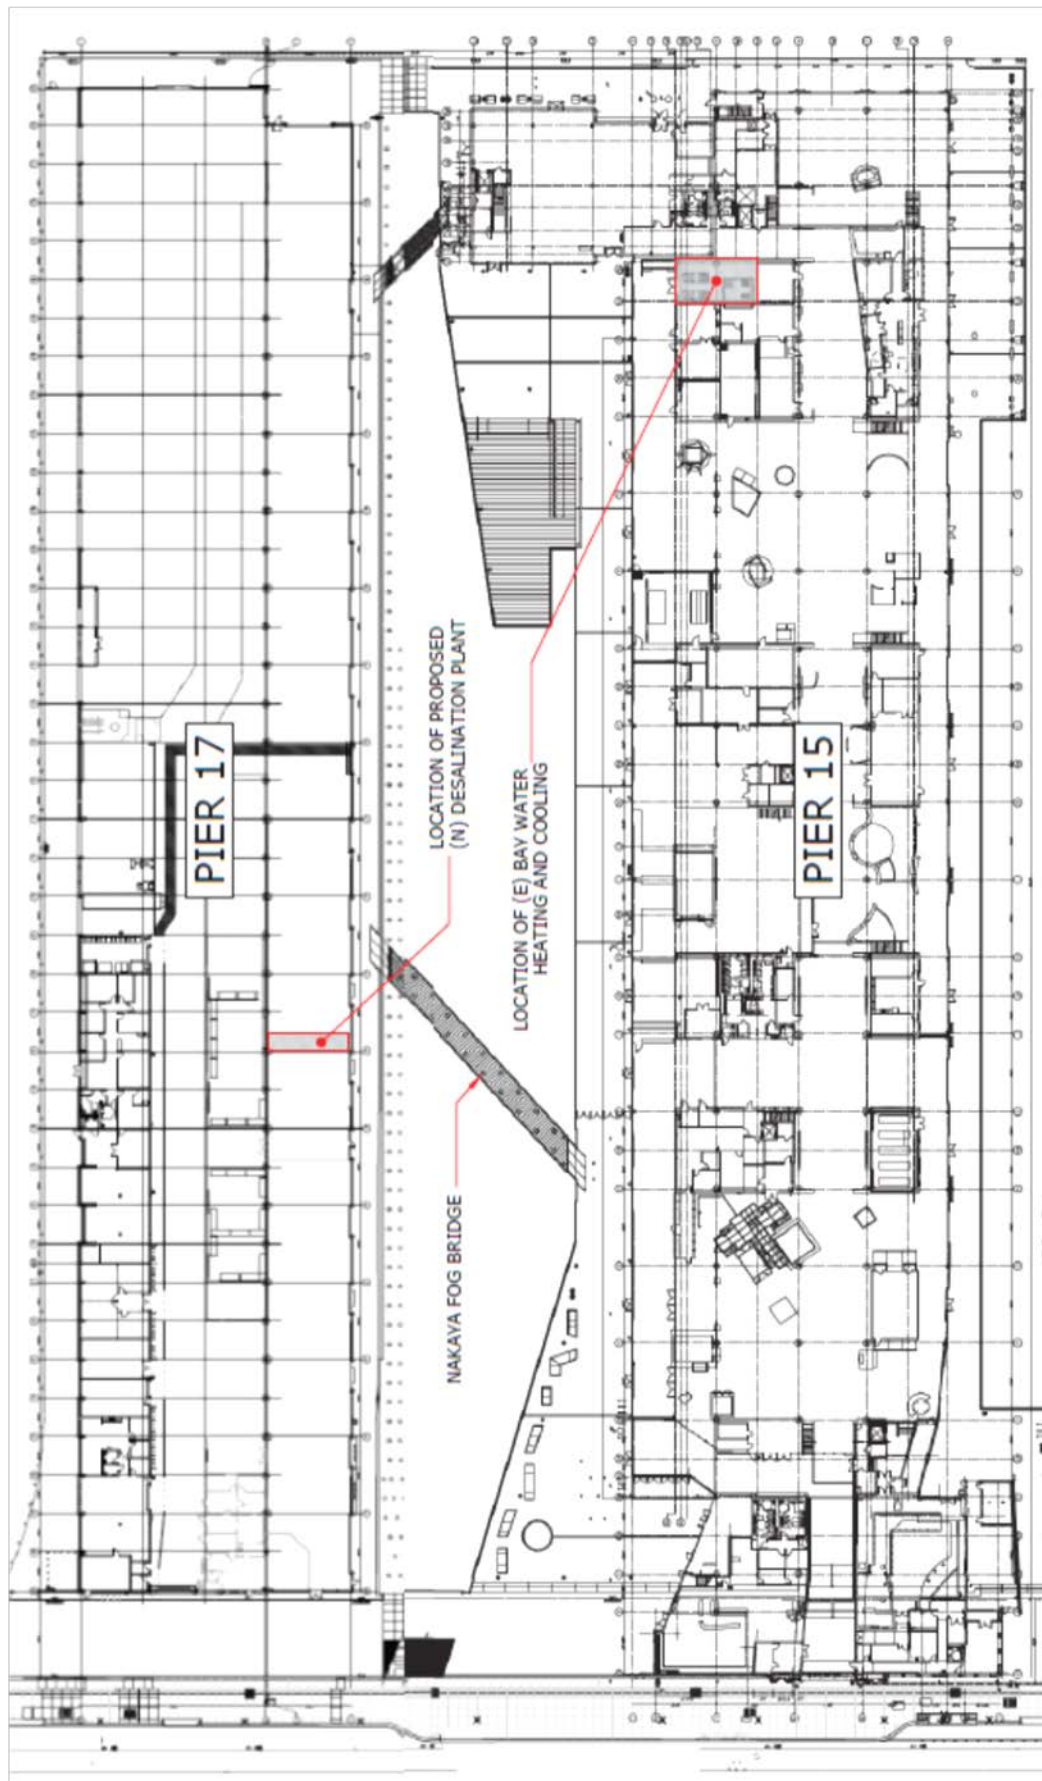 PIER 17
LOCATION OF PROPOSED
(N) DESALINATION PLANT
LOCATION OF (E) BAY WATER
HEATING AND COOLING
PIER 15
NAKAYA FOG BRIDGE